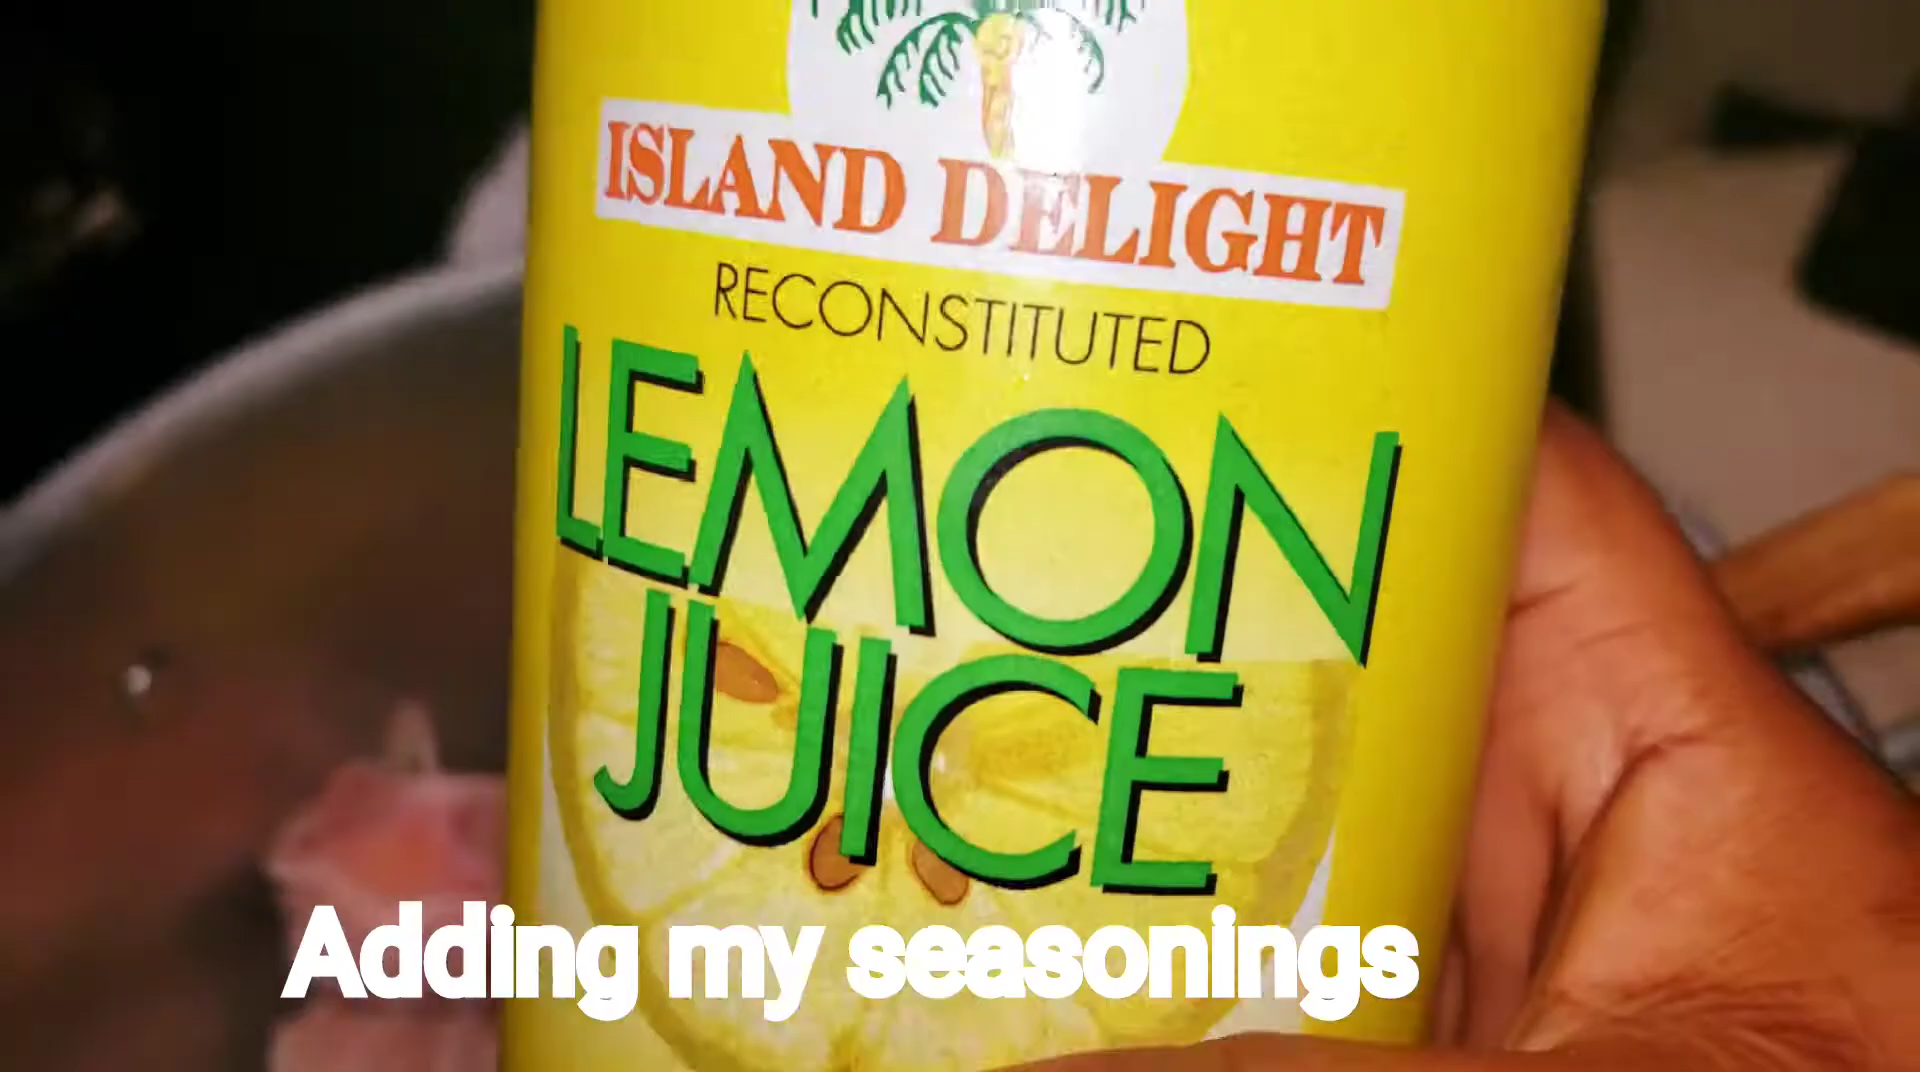 ISLAND DELIGHT
RECONSTITUTED
LEMON
JUICE
Adding my seasonings